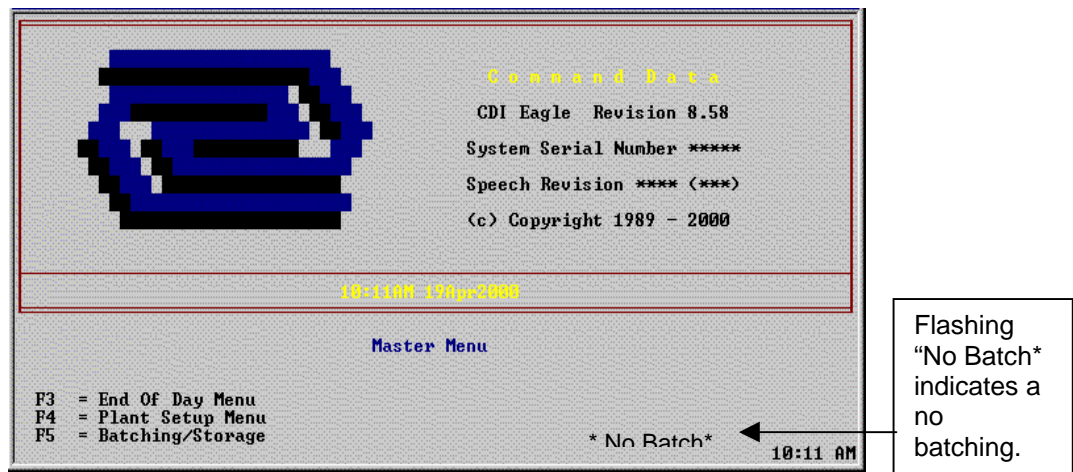 Command Data
CDI Eagle Revision 8.58
System Serial Number *****
Speech Revision **** (***)
(c) Copyright 1989 - 2000
10:11AM 19Apr2000
Master Menu
F3 = End Of Day Menu
F4 = Plant Setup Menu
F5 = Batching/Storage
* No Batch*
10:11 AM
Flashing
“No Batch*
indicates a
no
batching.